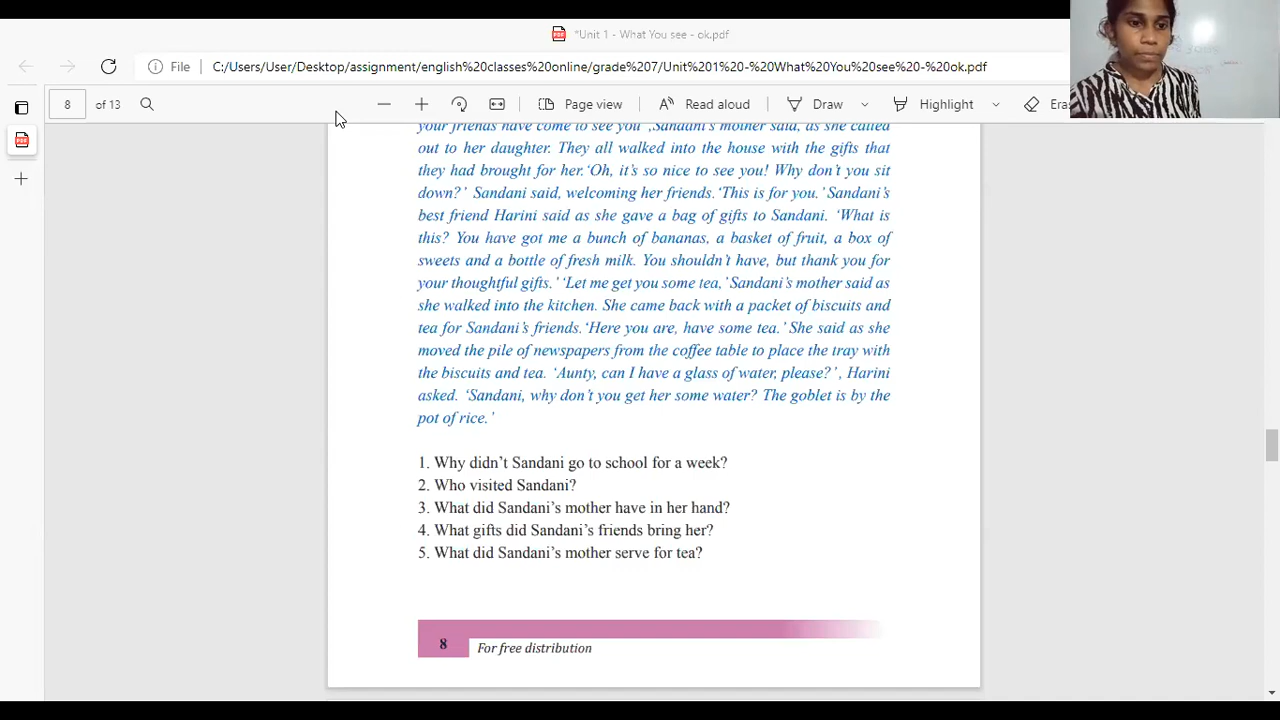 *Unit 1 - What You see - ok.pdf
File C:/Users/User/Desktop/assignment/english%20classes%20online/grade%207/Unit%201%20-%20What%20You%20see%20-%20ok.pdf
8 of 13 Page view Read aloud Draw Highlight Eras
your friends have come to see you',Sandani's mother said, as she called
out to her daughter. They all walked into the house with the gifts that
they had brought for her.'Oh, it's so nice to see you! Why don't you sit
down?' Sandani said, welcoming her friends.'This is for you.'Sandani's
best friend Harini said as she gave a bag of gifts to Sandani. 'What is
this? You have got me a bunch of bananas, a basket of fruit, a box of
sweets and a bottle of fresh milk. You shouldn't have, but thank you for
your thoughtful gifts.' 'Let me get you some tea,'Sandani's mother said as
she walked into the kitchen. She came back with a packet of biscuits and
tea for Sandani's friends.'Here you are, have some tea.' She said as she
moved the pile of newspapers from the coffee table to place the tray with
the biscuits and tea. 'Aunty, can I have a glass of water, please?', Harini
asked. 'Sandani, why don't you get her some water? The goblet is by the
pot of rice.'
1. Why didn't Sandani go to school for a week?
2. Who visited Sandani?
3. What did Sandani's mother have in her hand?
4. What gifts did Sandani's friends bring her?
5. What did Sandani's mother serve for tea?
8
For free distribution